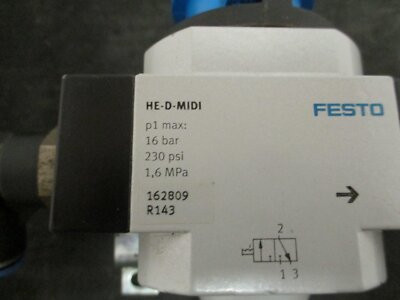 HE-D-MIDI
FESTO
p1 max:
16 bar
230 psi
1,6 MPa
162809
R143
2
1 3